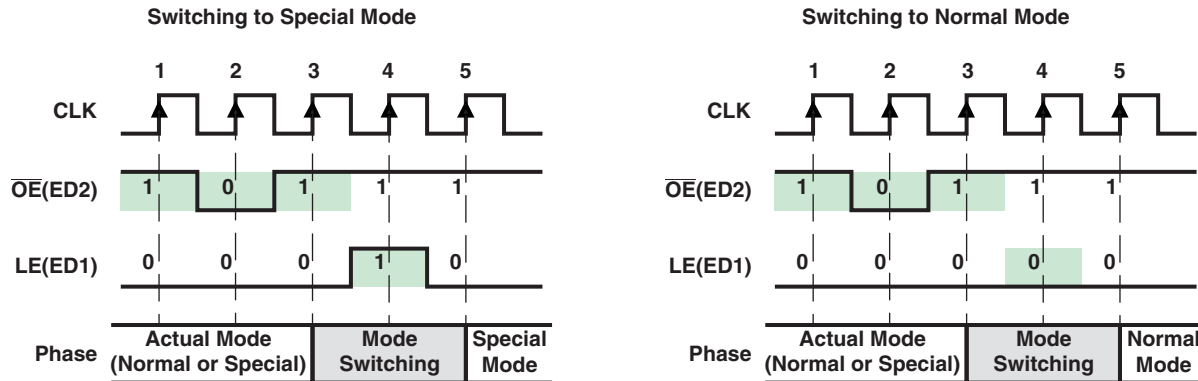 Switching to Special Mode
1 2 3 4 5
CLK
OE(ED2) 1 0 1 1 1
LE(ED1) 0 0 0 1 0
Phase
Actual Mode
(Normal or Special)
Mode
Switching
Special
Mode
Switching to Normal Mode
1 2 3 4 5
CLK
OE(ED2) 1 0 1 1 1
LE(ED1) 0 0 0 0 0
Phase
Actual Mode
(Normal or Special)
Mode
Switching
Normal
Mode